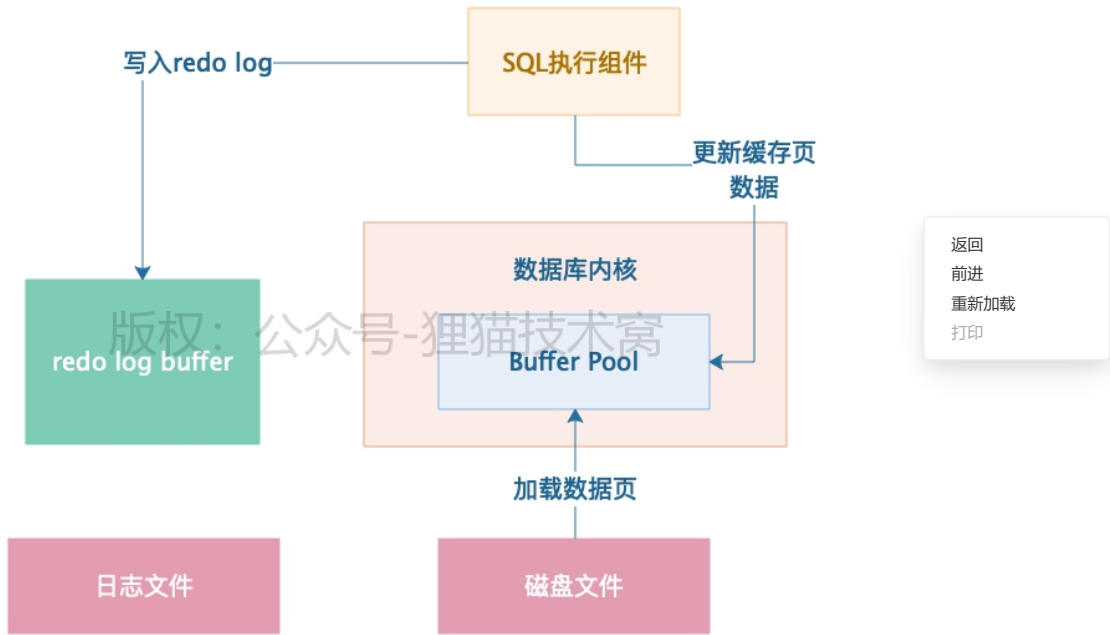 SQL执行组件
写入redo log
更新缓存页
数据
返回
前进
重新加载
打印
数据库内核
版权：公众号-狸猫技术窝
redo log buffer
Buffer Pool
加载数据页
日志文件
磁盘文件